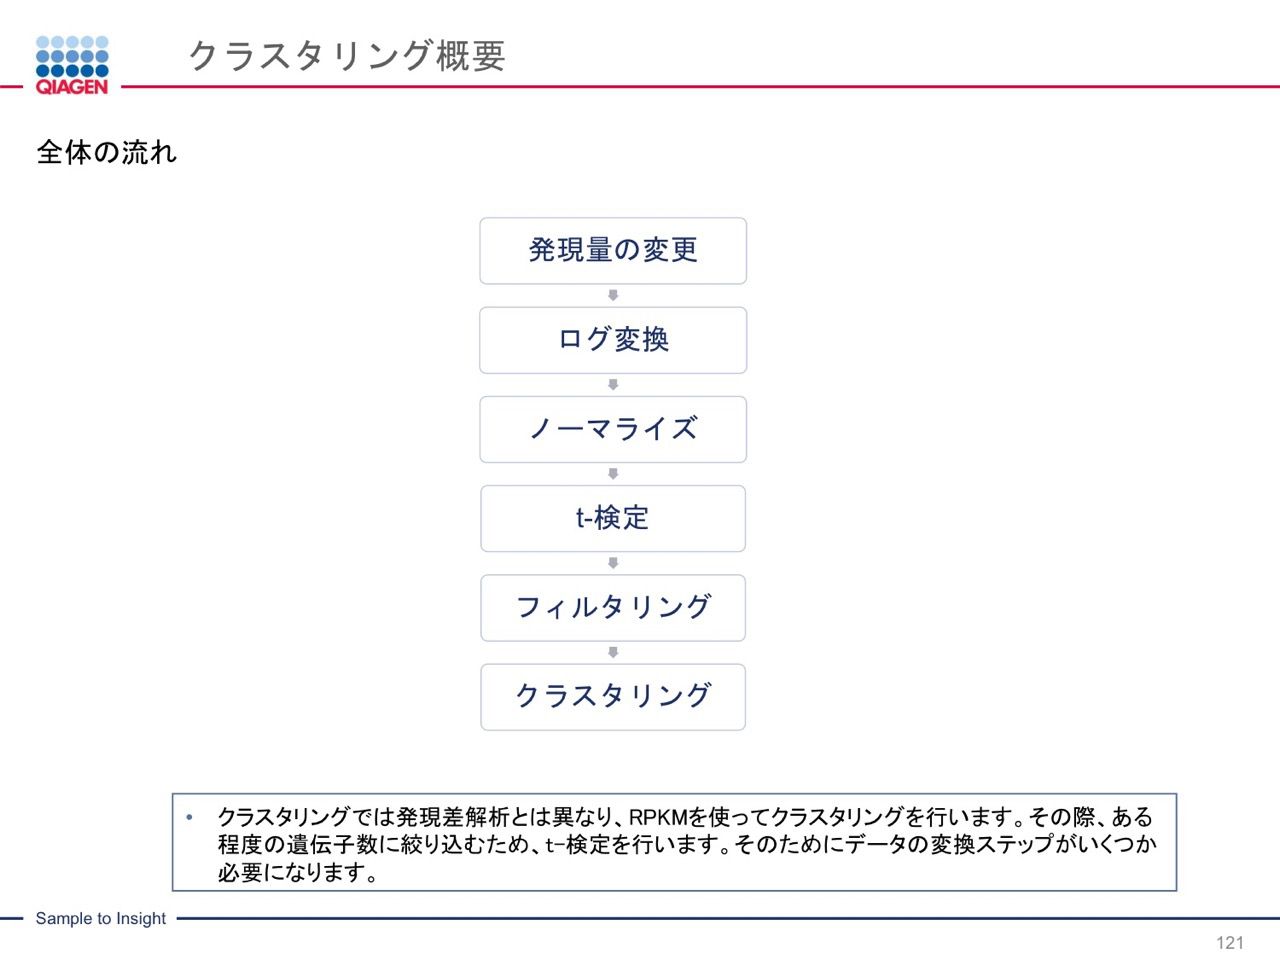 クラスタリング概要
QIAGEN
全体の流れ
発現量の変更
ログ変換
ノーマライズ
t-検定
フィルタリング
クラスタリング
• クラスタリングでは発現差解析とは異なり、RPKMを使ってクラスタリングを行います。その際、ある
程度の遺伝子数に絞り込むため、t-検定を行います。そのためにデータの変換ステップがいくつか
必要になります。
Sample to Insight
121